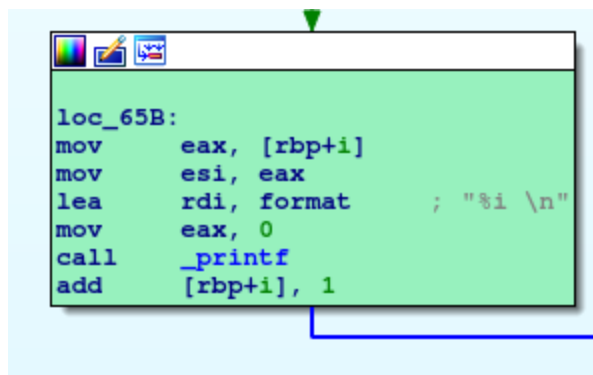 loc_65B:
mov eax, [rbp+i]
mov esi, eax
lea rdi, format ; "%i \n"
mov eax, 0
call _printf
add [rbp+i], 1